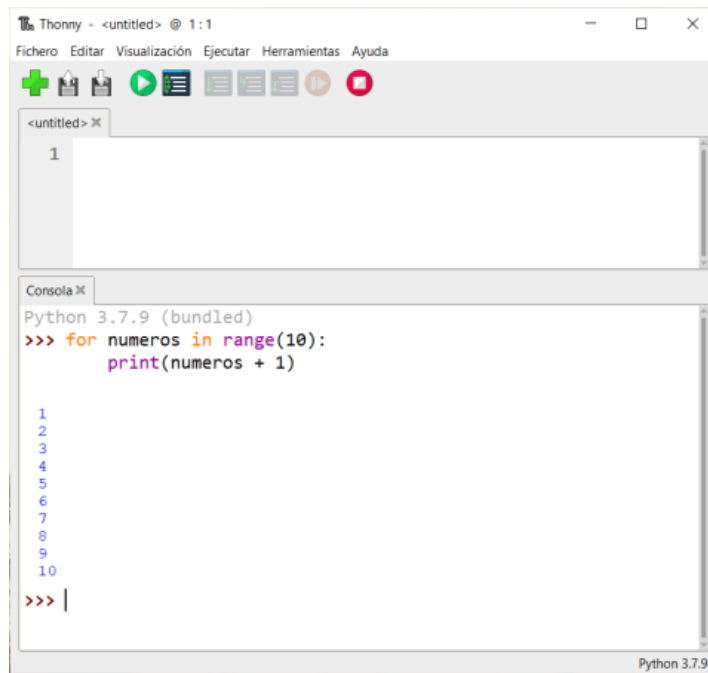 Thonny - <untitled> @ 1:1
Fichero Editar Visualización Ejecutar Herramientas Ayuda
<untitled>
1
Consola
Python 3.7.9 (bundled)
>>> for numeros in range(10):
        print(numeros + 1)
1
2
3
4
5
6
7
8
9
10
>>>
Python 3.7.9